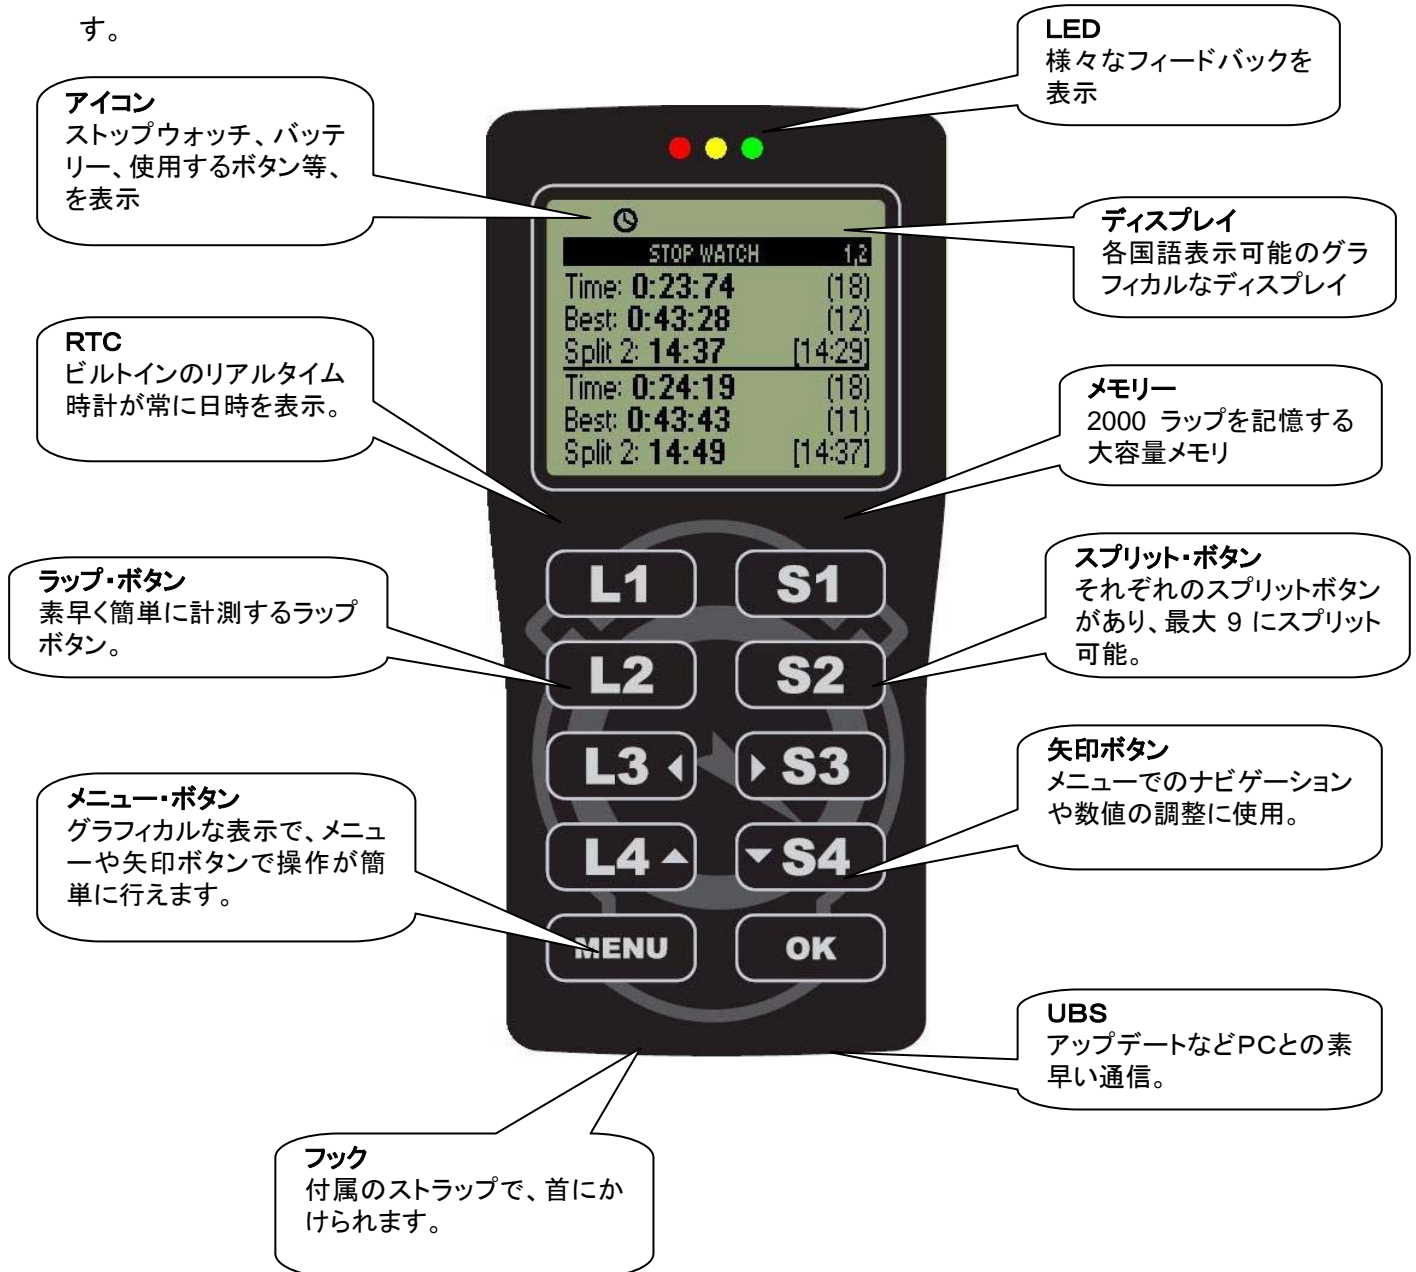 す。
LED
様々なフィードバックを
表示
アイコン
ストップウォッチ、バッテ
リー、使用するボタン等、
を表示
ディスプレイ
各国語表示可能のグラ
フィカルなディスプレイ
STOP WATCH 1,2
Time: 0:23:74 (18)
Best: 0:43:28 (12)
Split 2: 14:37 [14:29]
Time: 0:24:19 (18)
Best: 0:43:43 (11)
Split 2: 14:49 [14:37]
RTC
ビルトインのリアルタイム
時計が常に日時を表示。
メモリー
2000 ラップを記憶する
大容量メモリ
ラップ・ボタン
素早く簡単に計測するラップ
ボタン。
スプリット・ボタン
それぞれのスプリットボタン
があり、最大 9 にスプリット
可能。
L1 S1
L2 S2
L3 S3
L4 S4
MENU OK
矢印ボタン
メニューでのナビゲーション
や数値の調整に使用。
メニュー・ボタン
グラフィカルな表示で、メニュ
ーや矢印ボタンで操作が簡
単に行えます。
UBS
アップデートなどPCとの素
早い通信。
フック
付属のストラップで、首にか
けられます。